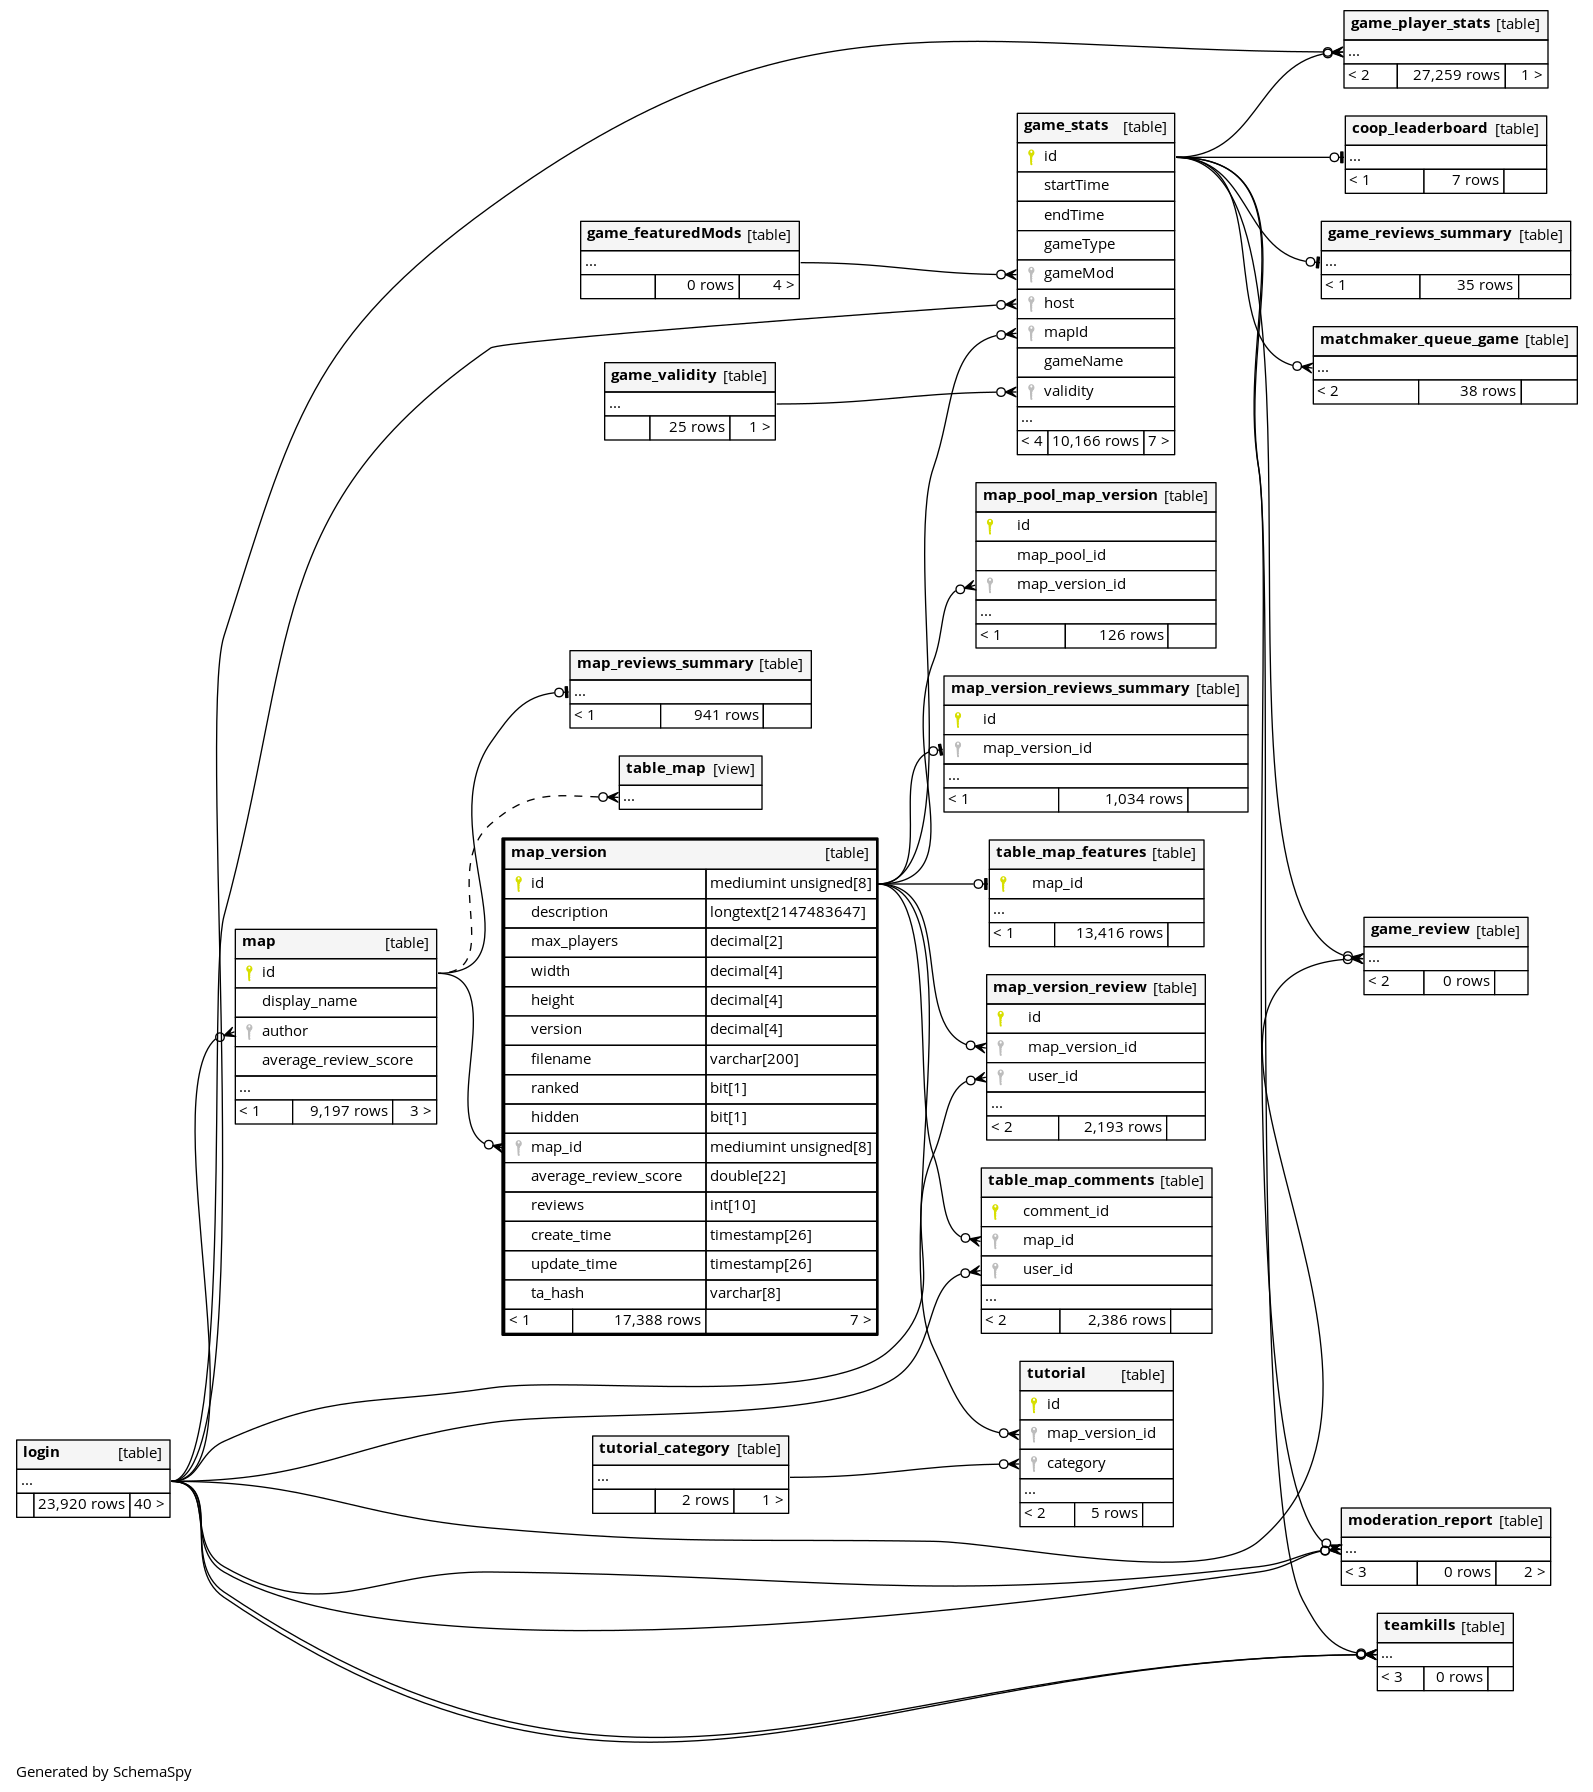 game_player_stats [table]
...
< 2 27,259 rows 1 >
game_stats [table]
id
startTime
endTime
gameType
gameMod
host
mapId
gameName
validity
...
< 4 10,166 rows 7 >
coop_leaderboard [table]
...
< 1 7 rows
game_featuredMods [table]
...
0 rows 4 >
game_reviews_summary [table]
...
< 1 35 rows
matchmaker_queue_game [table]
...
< 2 38 rows
game_validity [table]
...
25 rows 1 >
map_pool_map_version [table]
id
map_pool_id
map_version_id
...
< 1 126 rows
map_reviews_summary [table]
...
< 1 941 rows
map_version_reviews_summary [table]
id
map_version_id
...
< 1 1,034 rows
table_map [view]
...
map_version [table]
id mediumint unsigned[8]
description longtext[2147483647]
max_players decimal[2]
width decimal[4]
height decimal[4]
version decimal[4]
filename varchar[200]
ranked bit[1]
hidden bit[1]
map_id mediumint unsigned[8]
average_review_score double[22]
reviews int[10]
create_time timestamp[26]
update_time timestamp[26]
ta_hash varchar[8]
< 1 17,388 rows 7 >
table_map_features [table]
map_id
...
< 1 13,416 rows
map [table]
id
display_name
author
average_review_score
...
< 1 9,197 rows 3 >
game_review [table]
...
< 2 0 rows
map_version_review [table]
id
map_version_id
user_id
...
< 2 2,193 rows
table_map_comments [table]
comment_id
map_id
user_id
...
< 2 2,386 rows
tutorial [table]
id
map_version_id
category
...
< 2 5 rows
login [table]
...
23,920 rows 40 >
tutorial_category [table]
...
2 rows 1 >
moderation_report [table]
...
< 3 0 rows 2 >
teamkills [table]
...
< 3 0 rows
Generated by SchemaSpy